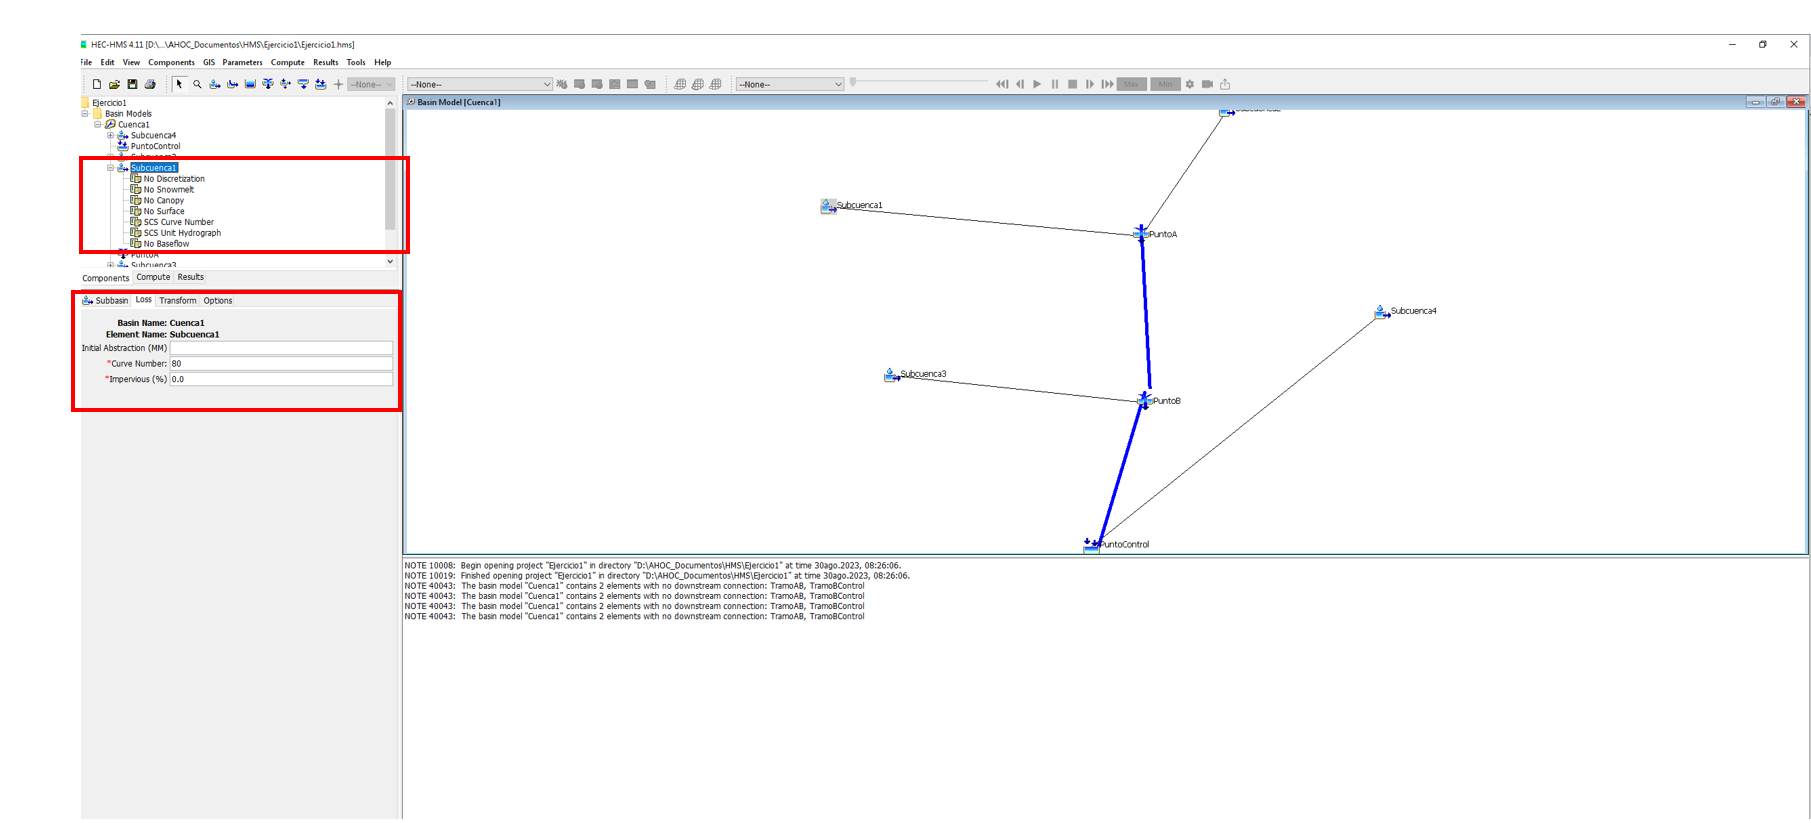 HEC-HMS 4.11 [D:\...\AHOC_Documentos\HMS\Ejercicio1\Ejercicio1.hms]
File Edit View Components GIS Parameters Compute Results Tools Help
--None-- --None-- --None-- Max Min
Ejercicio1
Basin Models
Cuenca1
Subcuenca4
PuntoControl
Subcuenca1
No Discretization
No Snowmelt
No Canopy
No Surface
SCS Curve Number
SCS Unit Hydrograph
No Baseflow
PuntoA
Subcuenca3
Components Compute Results
Subbasin Loss Transform Options
Basin Name: Cuenca1
Element Name: Subcuenca1
Initial Abstraction (MM)
*Curve Number: 80
*Impervious (%) 0.0
Basin Model [Cuenca1]
Subcuenca2
Subcuenca1
PuntoA
Subcuenca4
Subcuenca3
PuntoB
PuntoControl
NOTE 10008: Begin opening project "Ejercicio1" in directory "D:\AHOC_Documentos\HMS\Ejercicio1" at time 30ago.2023, 08:26:06.
NOTE 10019: Finished opening project "Ejercicio1" in directory "D:\AHOC_Documentos\HMS\Ejercicio1" at time 30ago.2023, 08:26:06.
NOTE 40043: The basin model "Cuenca1" contains 2 elements with no downstream connection: TramoAB, TramoBControl
NOTE 40043: The basin model "Cuenca1" contains 2 elements with no downstream connection: TramoAB, TramoBControl
NOTE 40043: The basin model "Cuenca1" contains 2 elements with no downstream connection: TramoAB, TramoBControl
NOTE 40043: The basin model "Cuenca1" contains 2 elements with no downstream connection: TramoAB, TramoBControl